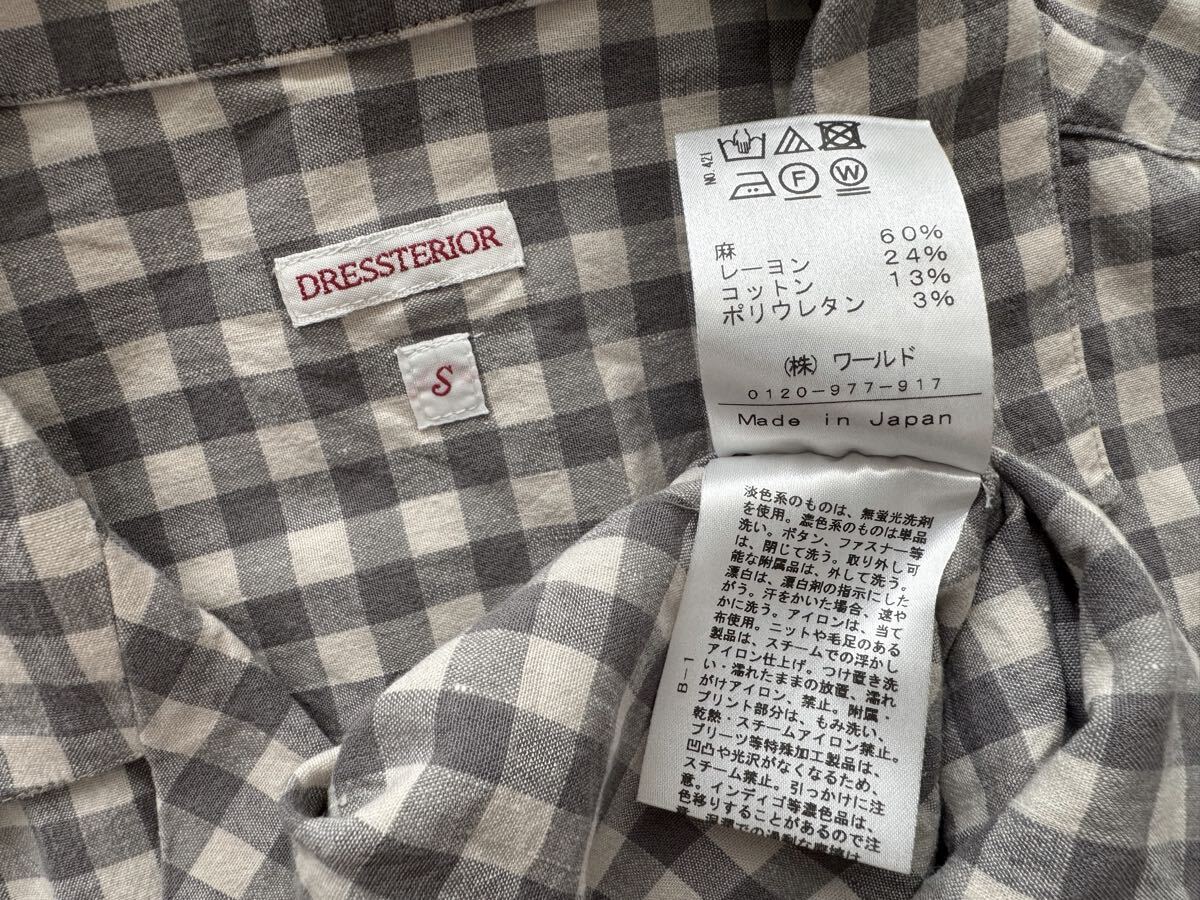 DRESSTERIOR
S
NO.421
F W
麻 60%
レーヨン 24%
コットン 13%
ポリウレタン 3%
(株) ワールド
0120-977-917
Made in Japan
淡色系のものは、無蛍光洗剤
を使用。濃色系のものは単品
洗い。ボタン、ファスナー等
は、閉じて洗う。取り外し可
能な附属品は、外して洗う。
漂白は、漂白剤の指示にした
がう。汗をかいた場合、速や
かに洗う。アイロンは、当て
布使用。ニットや毛足のある
製品は、スチームでの浮かし
アイロン仕上げ。つけ置き洗
い・濡れたままの放置、濡れ
がけアイロン、禁止。附属・
プリント部分は、もみ洗い、
乾熱・スチームアイロン禁止。
プリーツ等特殊加工製品は、
凹凸や光沢がなくなるため、
スチーム禁止。引つかけに注
意。インディゴ等濃色品は、
色移りすることがあるので注
B-1